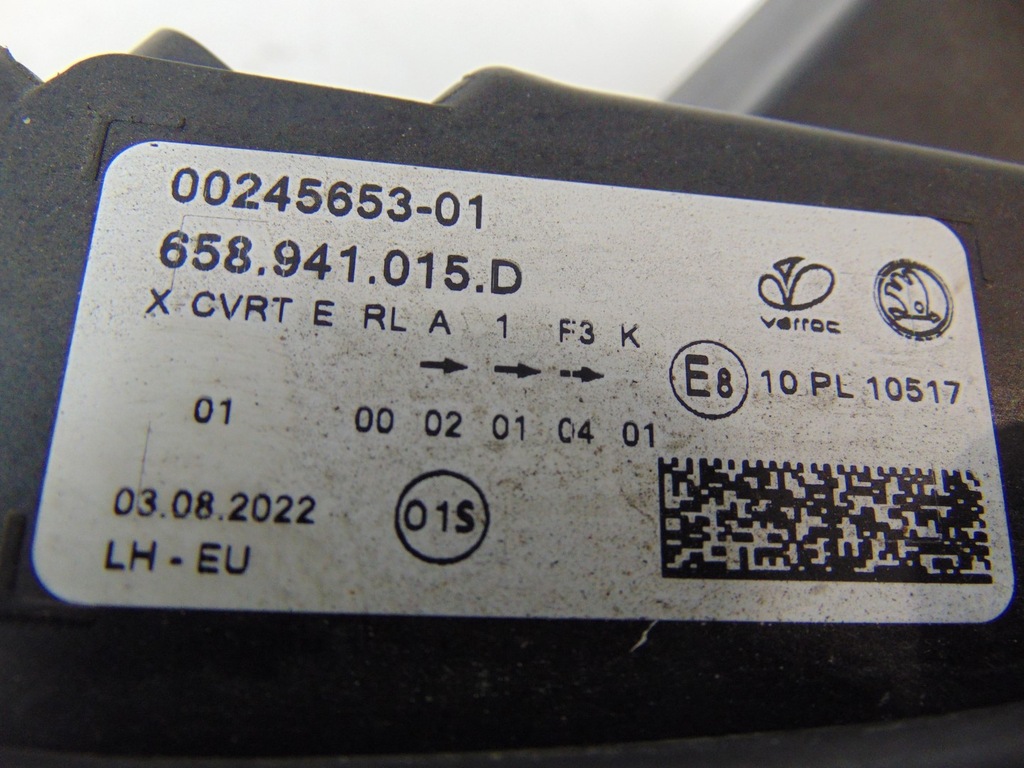 00245653-01
658.941.015.D
X CVRT E RL A 1 F3 K
varroc
E8 10 PL 10517
01 00 02 01 04 01
03.08.2022
01S
LH - EU